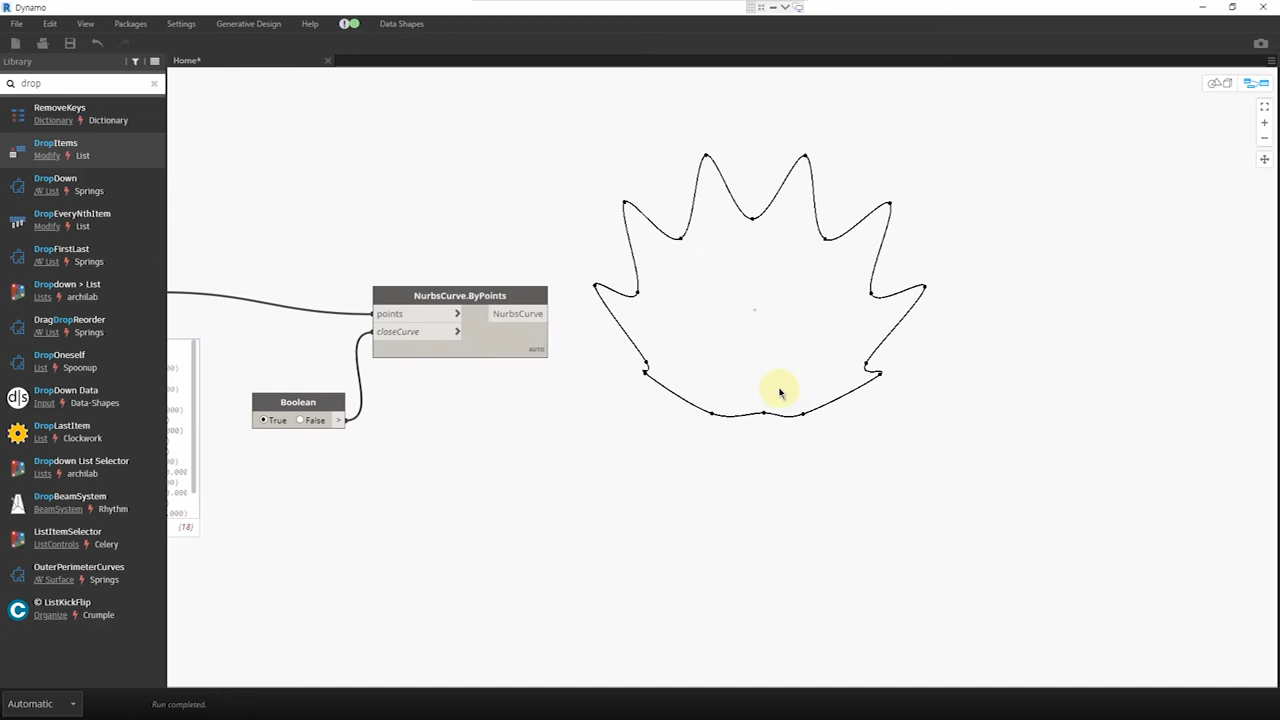 Dynamo
File Edit View Packages Settings Generative Design Help Data Shapes
Library
Home*
drop
RemoveKeys
Dictionary Dictionary
DropItems
Modify List
DropDown
List Springs
DropEveryNthItem
Modify List
DropFirstLast
List Springs
Dropdown > List
Lists archilab
DragDropReorder
List Springs
DropOneself
List Spoonup
Drop Down Data
Input Data-Shapes
DropLastItem
List Clockwork
Dropdown List Selector
Lists archilab
DropBeamSystem
BeamSystem Rhythm
ListItemSelector
ListControls Celery
OuterPerimeterCurves
Surface Springs
© ListKickFlip
Organize Crumple
NurbsCurve.ByPoints
points > NurbsCurve
closeCurve >
AUTO
Boolean
True False >
{18}
Automatic
Run completed.